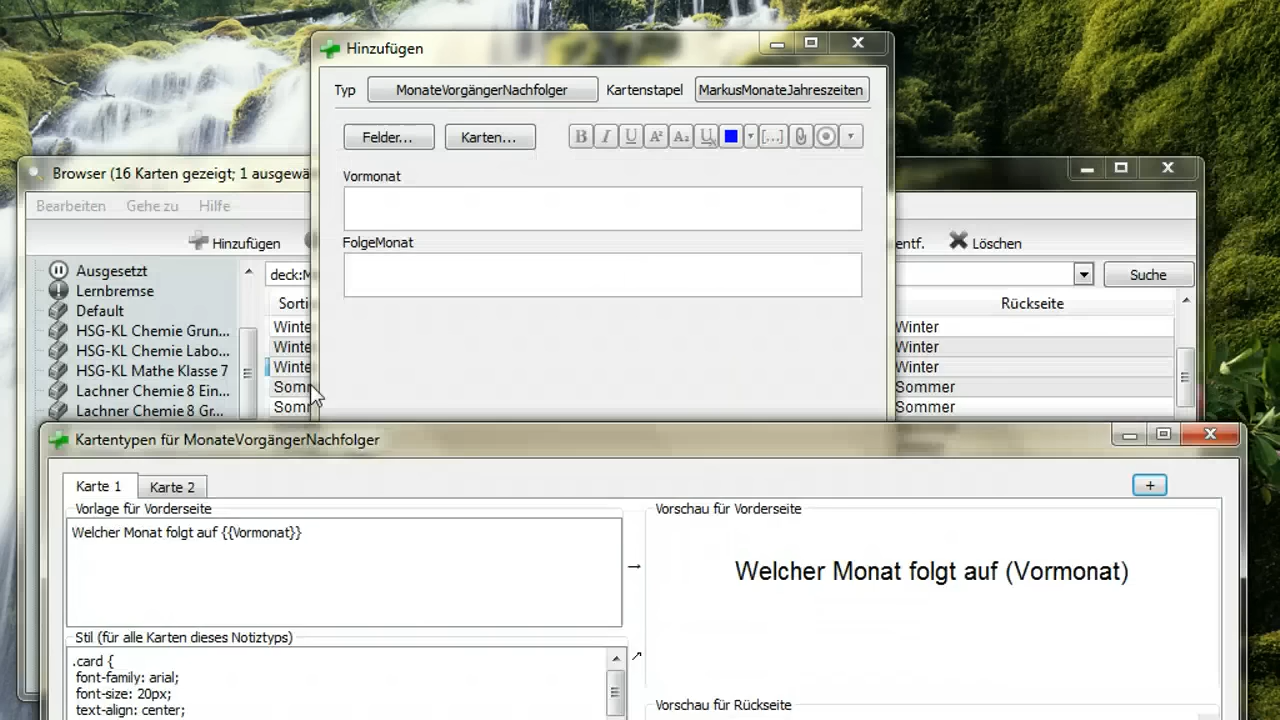 Hinzufügen
Typ MonateVorgängerNachfolger Kartenstapel MarkusMonateJahreszeiten
Felder... Karten... B I U A² A₂ U [...]
Vormonat
FolgeMonat
Browser (16 Karten gezeigt; 1 ausgewä
Bearbeiten Gehe zu Hilfe
Hinzufügen entf. Löschen
Ausgesetzt
Lernbremse
Default
HSG-KL Chemie Grun...
HSG-KL Chemie Labo...
HSG-KL Mathe Klasse 7
Lachner Chemie 8 Ein...
Lachner Chemie 8 Gr...
deck:M Suche
Sorti Rückseite
Winte Winter
Winte Winter
Winte Winter
Somm Sommer
Somm Sommer
Kartentypen für MonateVorgängerNachfolger
Karte 1 Karte 2 +
Vorlage für Vorderseite
Welcher Monat folgt auf {{Vormonat}}
Vorschau für Vorderseite
Welcher Monat folgt auf (Vormonat)
Stil (für alle Karten dieses Notiztyps)
.card {
font-family: arial;
font-size: 20px;
text-align: center;
Vorschau für Rückseite